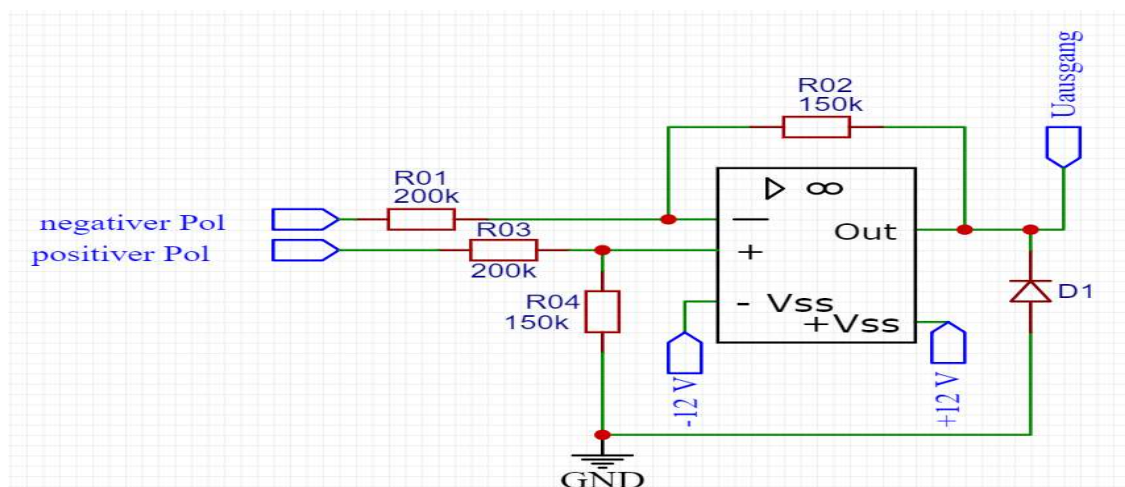 R02
150k
Uausgang
R01
200k
▷ ∞
negativer Pol
—
R03
Out
positiver Pol
+
200k
R04
150k
- Vss
+Vss
D1
-12 V
+12 V
GND